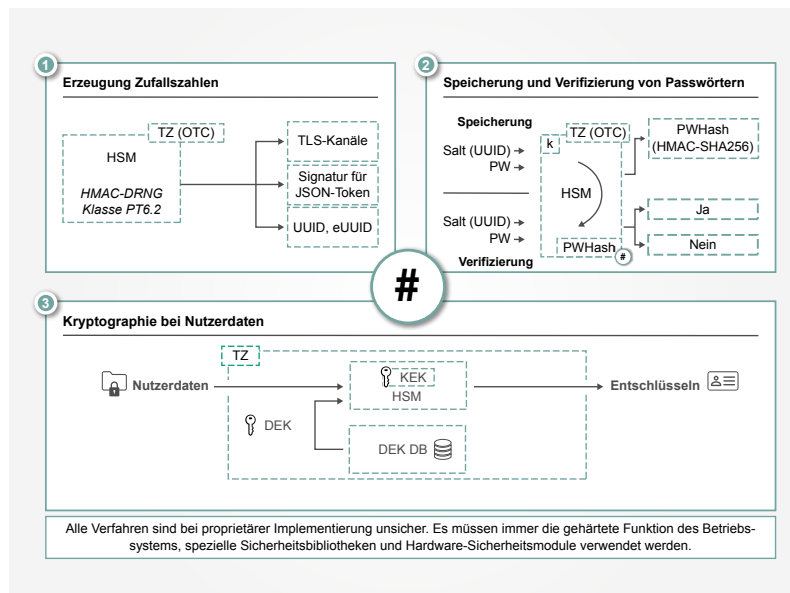 1
Erzeugung Zufallszahlen
TZ (OTC)
HSM
HMAC-DRNG
Klasse PT6.2
TLS-Kanäle
Signatur für
JSON-Token
UUID, eUUID
2
Speicherung und Verifizierung von Passwörtern
Speicherung
Salt (UUID)
PW
k
TZ (OTC)
HSM
PWHash
(HMAC-SHA256)
Salt (UUID)
PW
Verifizierung
PWHash
#
Ja
Nein
#
3
Kryptographie bei Nutzerdaten
TZ
Nutzerdaten
KEK
HSM
Entschlüsseln
DEK
DEK DB
Alle Verfahren sind bei proprietärer Implementierung unsicher. Es müssen immer die gehärtete Funktion des Betriebs-
systems, spezielle Sicherheitsbibliotheken und Hardware-Sicherheitsmodule verwendet werden.